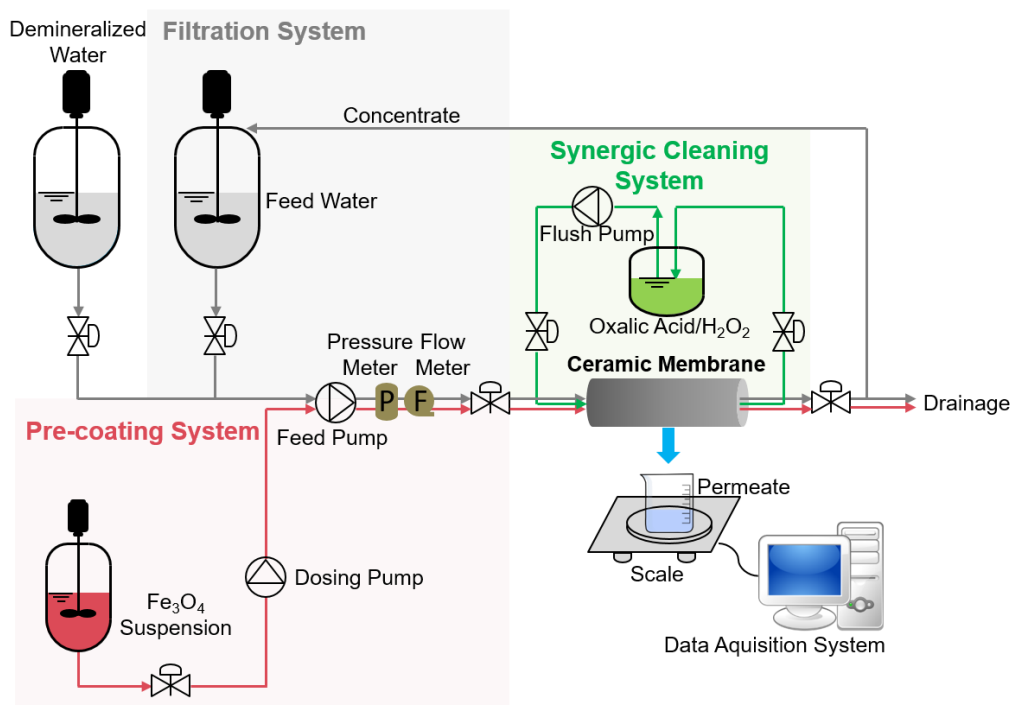 Demineralized
Water
Filtration System
Concentrate
Synergic Cleaning
System
Feed Water
Flush Pump
Oxalic Acid/H₂O₂
Pressure Flow
Meter Meter
Ceramic Membrane
P F
Drainage
Pre-coating System
Feed Pump
Permeate
Dosing Pump
Scale
Fe₃O₄
Suspension
Data Aquisition System